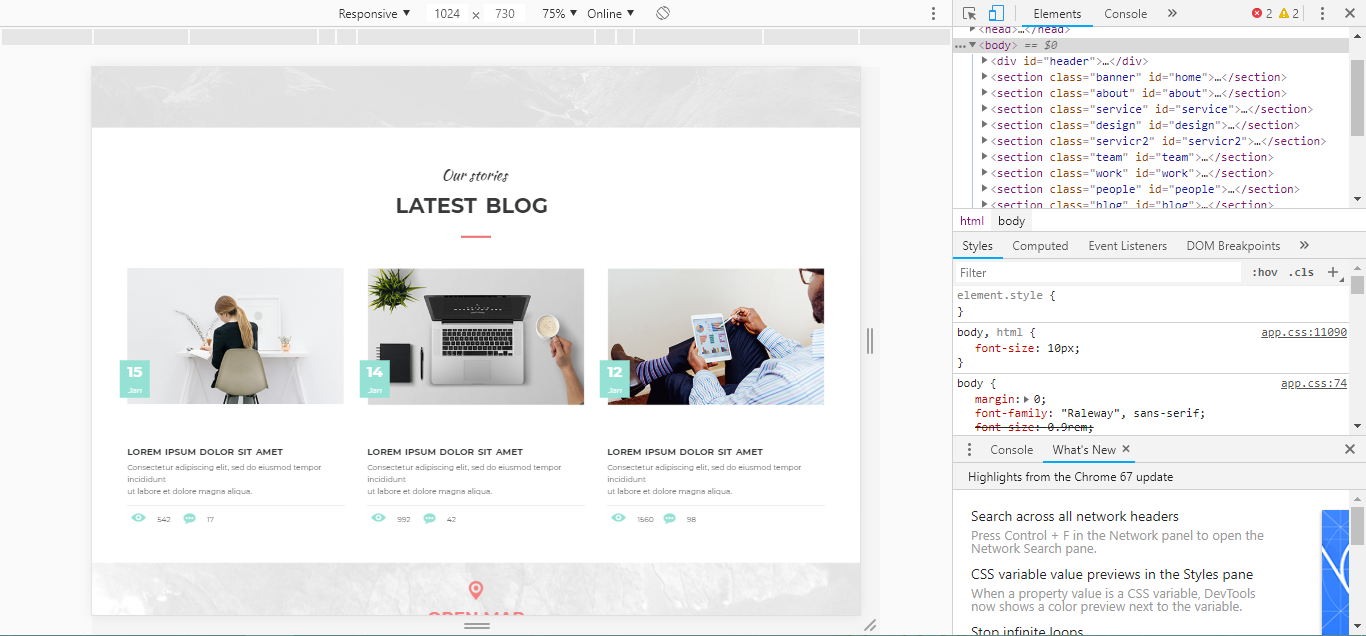 Responsive ▼ 1024 × 730 75% ▼ Online ▼
Elements Console » 2 2
<head>…</head>
… ▼<body> == $0
<div id="header">…</div>
<section class="banner" id="home">…</section>
<section class="about" id="about">…</section>
<section class="service" id="service">…</section>
<section class="design" id="design">…</section>
<section class="servicr2" id="servicr2">…</section>
<section class="team" id="team">…</section>
<section class="work" id="work">…</section>
<section class="people" id="people">…</section>
<section class="blog" id="blog">…</section>
html body
Styles Computed Event Listeners DOM Breakpoints »
Filter :hov .cls +
element.style {
}
body, html { app.css:11090
font-size: 10px;
}
body { app.css:74
margin: 0;
font-family: "Raleway", sans-serif;
font-size: 0.9rem;
Console What's New ×
Highlights from the Chrome 67 update
Search across all network headers
Press Control + F in the Network panel to open the
Network Search pane.
CSS variable value previews in the Styles pane
When a property value is a CSS variable, DevTools
now shows a color preview next to the variable.
Stop infinite loops
Our stories
LATEST BLOG
15
Jan
14
Jan
12
Jan
LOREM IPSUM DOLOR SIT AMET
Consectetur adipiscing elit, sed do eiusmod tempor
incididunt
ut labore et dolore magna aliqua.
542 17
LOREM IPSUM DOLOR SIT AMET
Consectetur adipiscing elit, sed do eiusmod tempor
incididunt
ut labore et dolore magna aliqua.
992 42
LOREM IPSUM DOLOR SIT AMET
Consectetur adipiscing elit, sed do eiusmod tempor
incididunt
ut labore et dolore magna aliqua.
1560 98
OPEN MAP